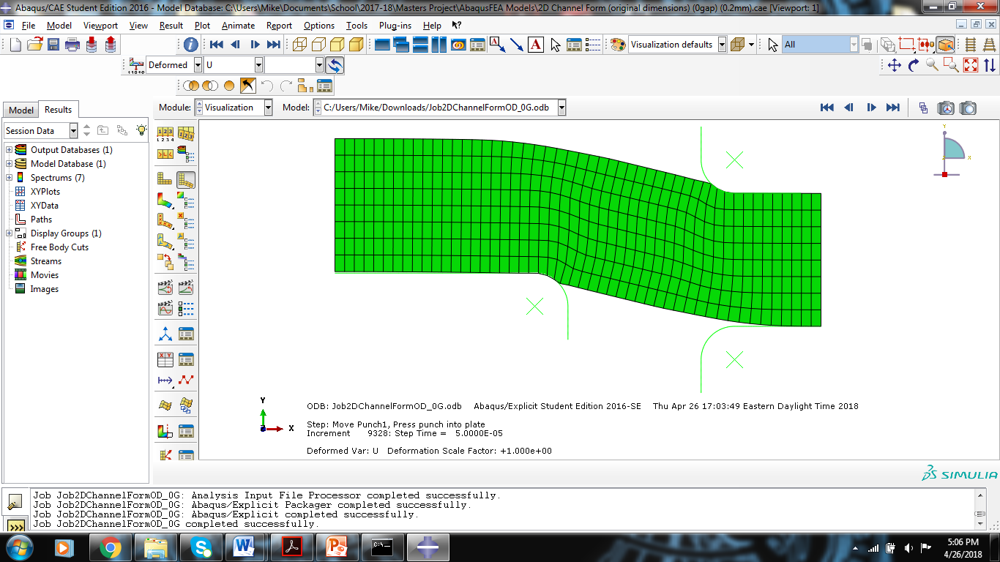 Abaqus/CAE Student Edition 2016 - Model Database: C:\Users\Mike\Documents\School\2017-18\Masters Project\AbaqusFEA Models\2D Channel Form (original dimensions) (0gap) (0.2mm).cae [Viewport: 1]
File Model Viewport View Result Plot Animate Report Options Tools Plug-ins Help
Visualization defaults All
Deformed U
Model Results Module: Visualization Model: C:/Users/Mike/Downloads/Job2DChannelFormOD_0G.odb
Session Data
Output Databases (1)
Model Database (1)
Spectrums (7)
XYPlots
XYData
Paths
Display Groups (1)
Free Body Cuts
Streams
Movies
Images
Y
X
Y
X
ODB: Job2DChannelFormOD_0G.odb Abaqus/Explicit Student Edition 2016-SE Thu Apr 26 17:03:49 Eastern Daylight Time 2018
Step: Move Punch1, Press punch into plate
Increment 9328: Step Time = 5.0000E-05
Deformed Var: U Deformation Scale Factor: +1.000e+00
SIMULIA
Job Job2DChannelFormOD_0G: Analysis Input File Processor completed successfully.
Job Job2DChannelFormOD_0G: Abaqus/Explicit Packager completed successfully.
Job Job2DChannelFormOD_0G: Abaqus/Explicit completed successfully.
Job Job2DChannelFormOD_0G completed successfully.
5:06 PM
4/26/2018